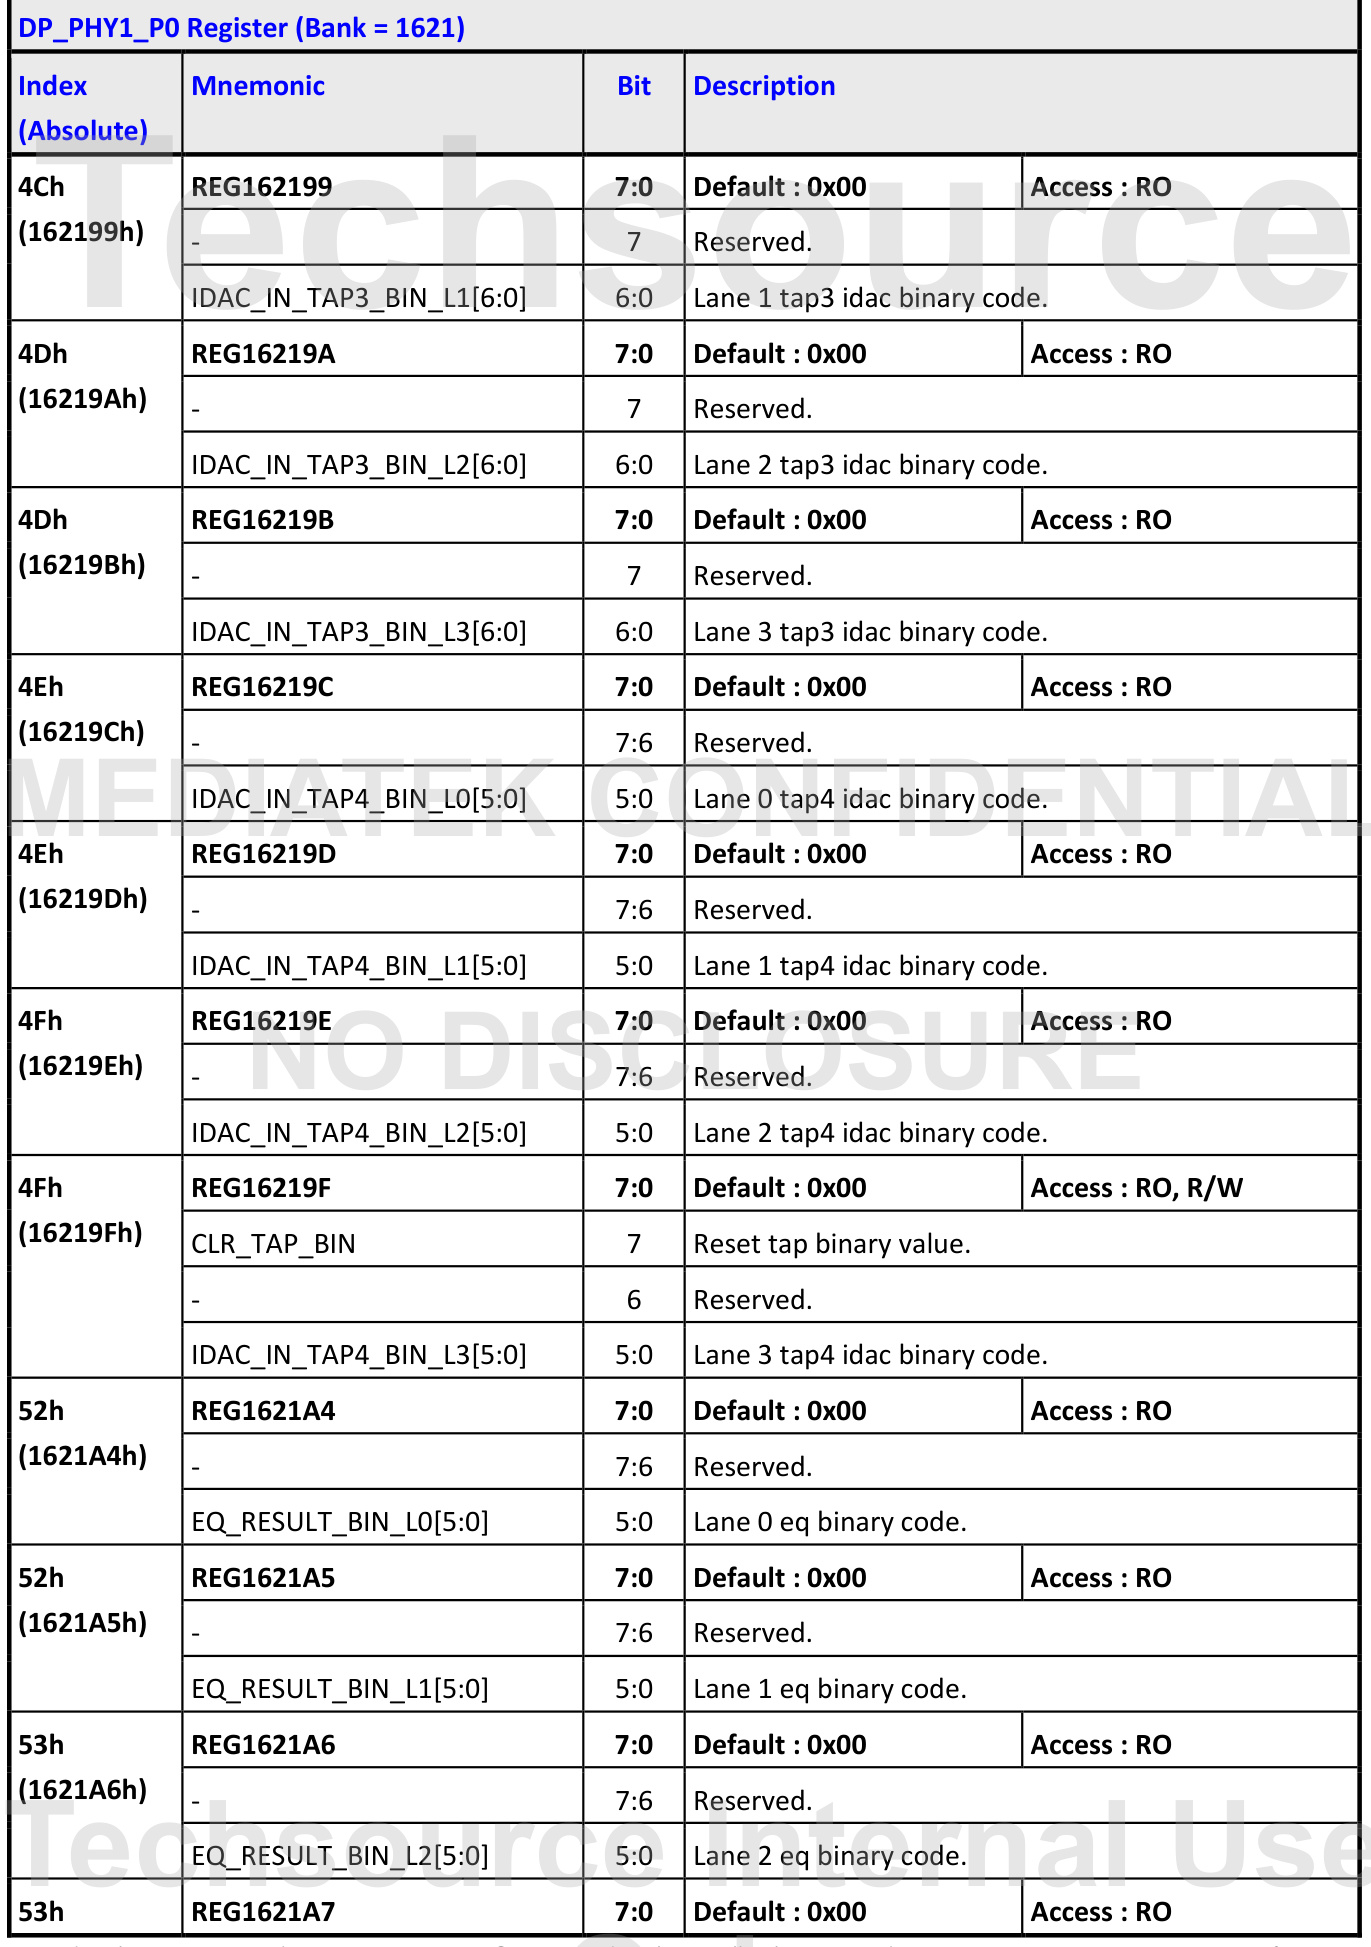 DP_PHY1_P0 Register (Bank = 1621)
Index (Absolute) Mnemonic Bit Description
4Ch (162199h) REG162199 7:0 Default : 0x00 Access : RO
- 7 Reserved.
IDAC_IN_TAP3_BIN_L1[6:0] 6:0 Lane 1 tap3 idac binary code.
4Dh (16219Ah) REG16219A 7:0 Default : 0x00 Access : RO
- 7 Reserved.
IDAC_IN_TAP3_BIN_L2[6:0] 6:0 Lane 2 tap3 idac binary code.
4Dh (16219Bh) REG16219B 7:0 Default : 0x00 Access : RO
- 7 Reserved.
IDAC_IN_TAP3_BIN_L3[6:0] 6:0 Lane 3 tap3 idac binary code.
4Eh (16219Ch) REG16219C 7:0 Default : 0x00 Access : RO
- 7:6 Reserved.
IDAC_IN_TAP4_BIN_L0[5:0] 5:0 Lane 0 tap4 idac binary code.
4Eh (16219Dh) REG16219D 7:0 Default : 0x00 Access : RO
- 7:6 Reserved.
IDAC_IN_TAP4_BIN_L1[5:0] 5:0 Lane 1 tap4 idac binary code.
4Fh (16219Eh) REG16219E 7:0 Default : 0x00 Access : RO
- 7:6 Reserved.
IDAC_IN_TAP4_BIN_L2[5:0] 5:0 Lane 2 tap4 idac binary code.
4Fh (16219Fh) REG16219F 7:0 Default : 0x00 Access : RO, R/W
CLR_TAP_BIN 7 Reset tap binary value.
- 6 Reserved.
IDAC_IN_TAP4_BIN_L3[5:0] 5:0 Lane 3 tap4 idac binary code.
52h (1621A4h) REG1621A4 7:0 Default : 0x00 Access : RO
- 7:6 Reserved.
EQ_RESULT_BIN_L0[5:0] 5:0 Lane 0 eq binary code.
52h (1621A5h) REG1621A5 7:0 Default : 0x00 Access : RO
- 7:6 Reserved.
EQ_RESULT_BIN_L1[5:0] 5:0 Lane 1 eq binary code.
53h (1621A6h) REG1621A6 7:0 Default : 0x00 Access : RO
- 7:6 Reserved.
EQ_RESULT_BIN_L2[5:0] 5:0 Lane 2 eq binary code.
53h REG1621A7 7:0 Default : 0x00 Access : RO
Techsource
MEDIATEK CONFIDENTIAL
NO DISCLOSURE
Techsource Internal Use